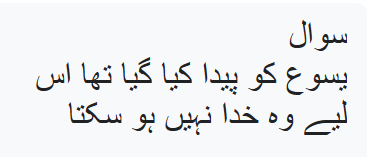 سوال
یسوع کو پیدا کیا گیا تھا اس
لیے وہ خدا نہیں ہو سکتا